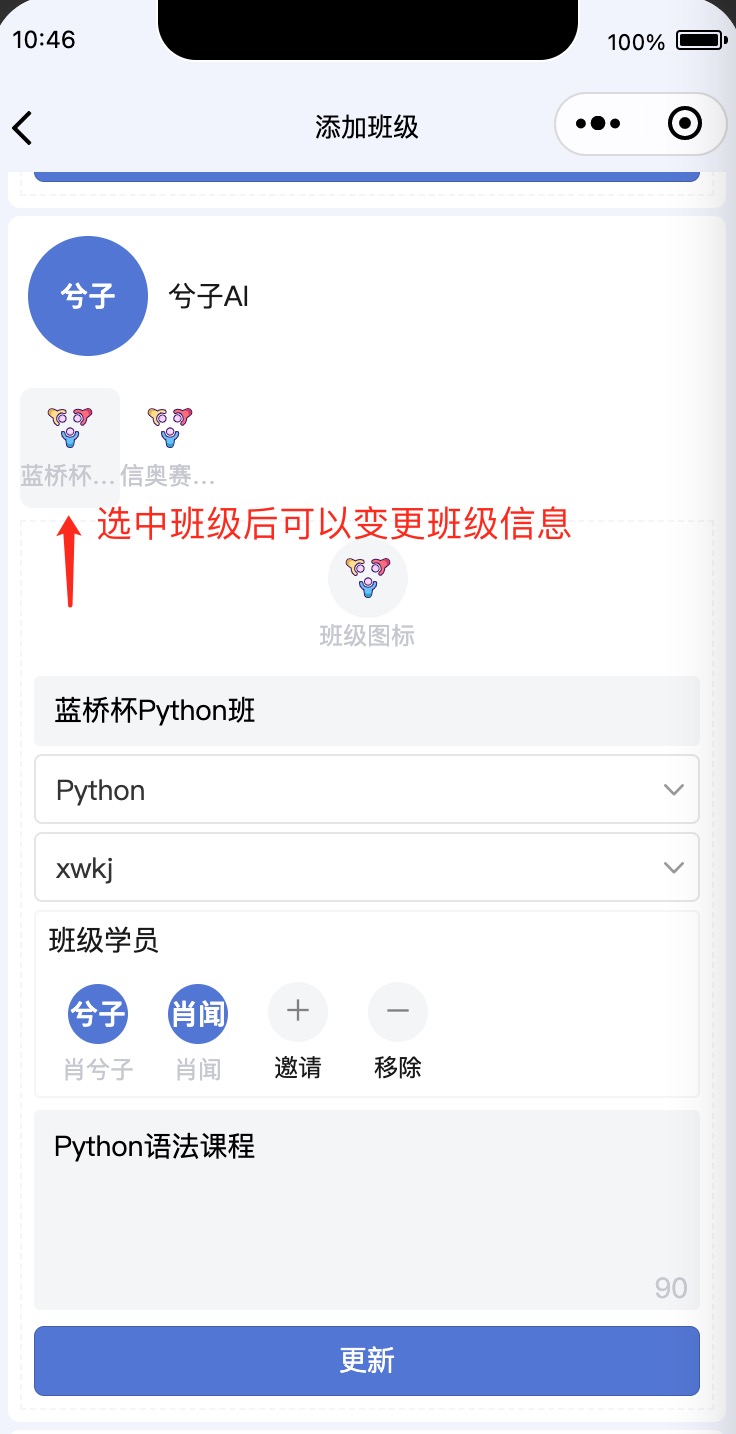 10:46
100%
添加班级
兮子
兮子AI
蓝桥杯...
信奥赛...
选中班级后可以变更班级信息
班级图标
蓝桥杯Python班
Python
xwkj
班级学员
兮子
肖闻
肖兮子
肖闻
邀请
移除
Python语法课程
90
更新